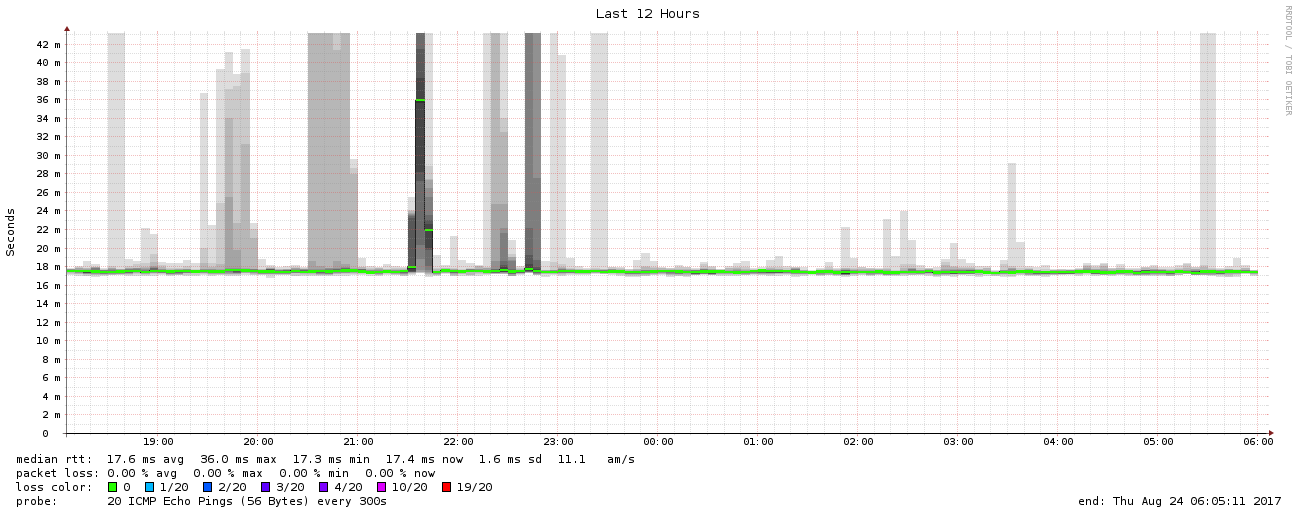 Last 12 Hours
RRDTOOL / TOBI OETIKER
Seconds
42 m
40 m
38 m
36 m
34 m
32 m
30 m
28 m
26 m
24 m
22 m
20 m
18 m
16 m
14 m
12 m
10 m
8 m
6 m
4 m
2 m
0
19:00 20:00 21:00 22:00 23:00 00:00 01:00 02:00 03:00 04:00 05:00 06:00
median rtt: 17.6 ms avg 36.0 ms max 17.3 ms min 17.4 ms now 1.6 ms sd 11.1 am/s
packet loss: 0.00 % avg 0.00 % max 0.00 % min 0.00 % now
loss color: 0 1/20 2/20 3/20 4/20 10/20 19/20
probe: 20 ICMP Echo Pings (56 Bytes) every 300s end: Thu Aug 24 06:05:11 2017